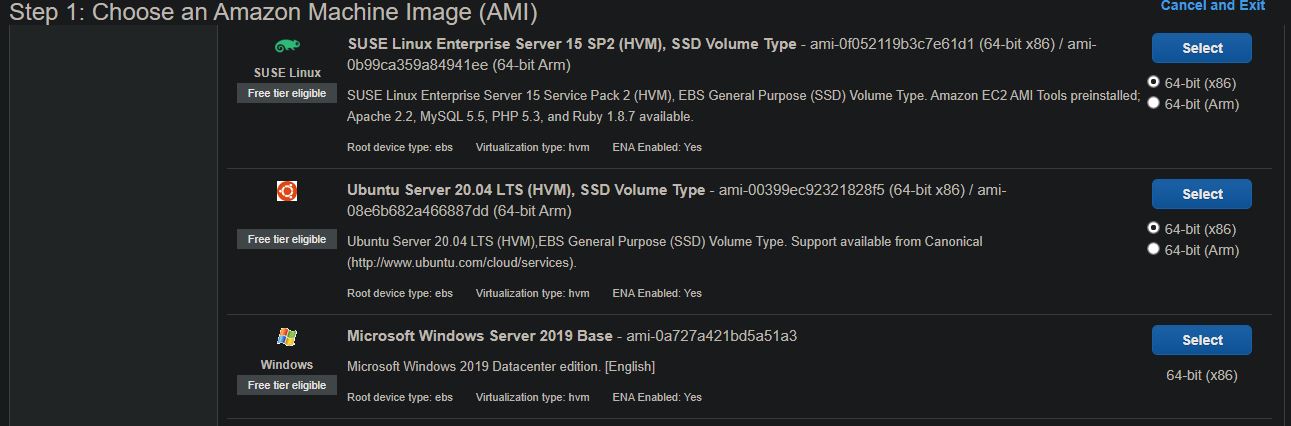 Step 1: Choose an Amazon Machine Image (AMI)
Cancel and Exit
SUSE Linux
Free tier eligible
SUSE Linux Enterprise Server 15 SP2 (HVM), SSD Volume Type - ami-0f052119b3c7e61d1 (64-bit x86) / ami-
0b99ca359a84941ee (64-bit Arm)
SUSE Linux Enterprise Server 15 Service Pack 2 (HVM), EBS General Purpose (SSD) Volume Type. Amazon EC2 AMI Tools preinstalled;
Apache 2.2, MySQL 5.5, PHP 5.3, and Ruby 1.8.7 available.
Root device type: ebs Virtualization type: hvm ENA Enabled: Yes
Select
64-bit (x86)
64-bit (Arm)
Free tier eligible
Ubuntu Server 20.04 LTS (HVM), SSD Volume Type - ami-00399ec92321828f5 (64-bit x86) / ami-
08e6b682a466887dd (64-bit Arm)
Ubuntu Server 20.04 LTS (HVM),EBS General Purpose (SSD) Volume Type. Support available from Canonical
(http://www.ubuntu.com/cloud/services).
Root device type: ebs Virtualization type: hvm ENA Enabled: Yes
Select
64-bit (x86)
64-bit (Arm)
Windows
Free tier eligible
Microsoft Windows Server 2019 Base - ami-0a727a421bd5a51a3
Microsoft Windows 2019 Datacenter edition. [English]
Root device type: ebs Virtualization type: hvm ENA Enabled: Yes
Select
64-bit (x86)